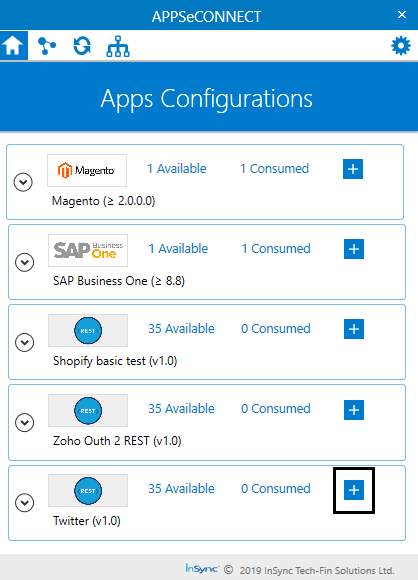 APPSeCONNECT
Apps Configurations
Magento
1 Available 1 Consumed
Magento (≥ 2.0.0.0)
SAP Business One
1 Available 1 Consumed
SAP Business One (≥ 8.8)
REST
35 Available 0 Consumed
Shopify basic test (v1.0)
REST
35 Available 0 Consumed
Zoho Outh 2 REST (v1.0)
REST
35 Available 0 Consumed
Twitter (v1.0)
inSync © 2019 InSync Tech-Fin Solutions Ltd.